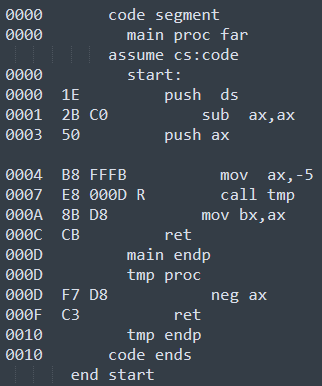 0000 code segment
0000 main proc far
assume cs:code
0000 start:
0000 1E push ds
0001 2B C0 sub ax,ax
0003 50 push ax
0004 B8 FFFB mov ax,-5
0007 E8 000D R call tmp
000A 8B D8 mov bx,ax
000C CB ret
000D main endp
000D tmp proc
000D F7 D8 neg ax
000F C3 ret
0010 tmp endp
0010 code ends
end start